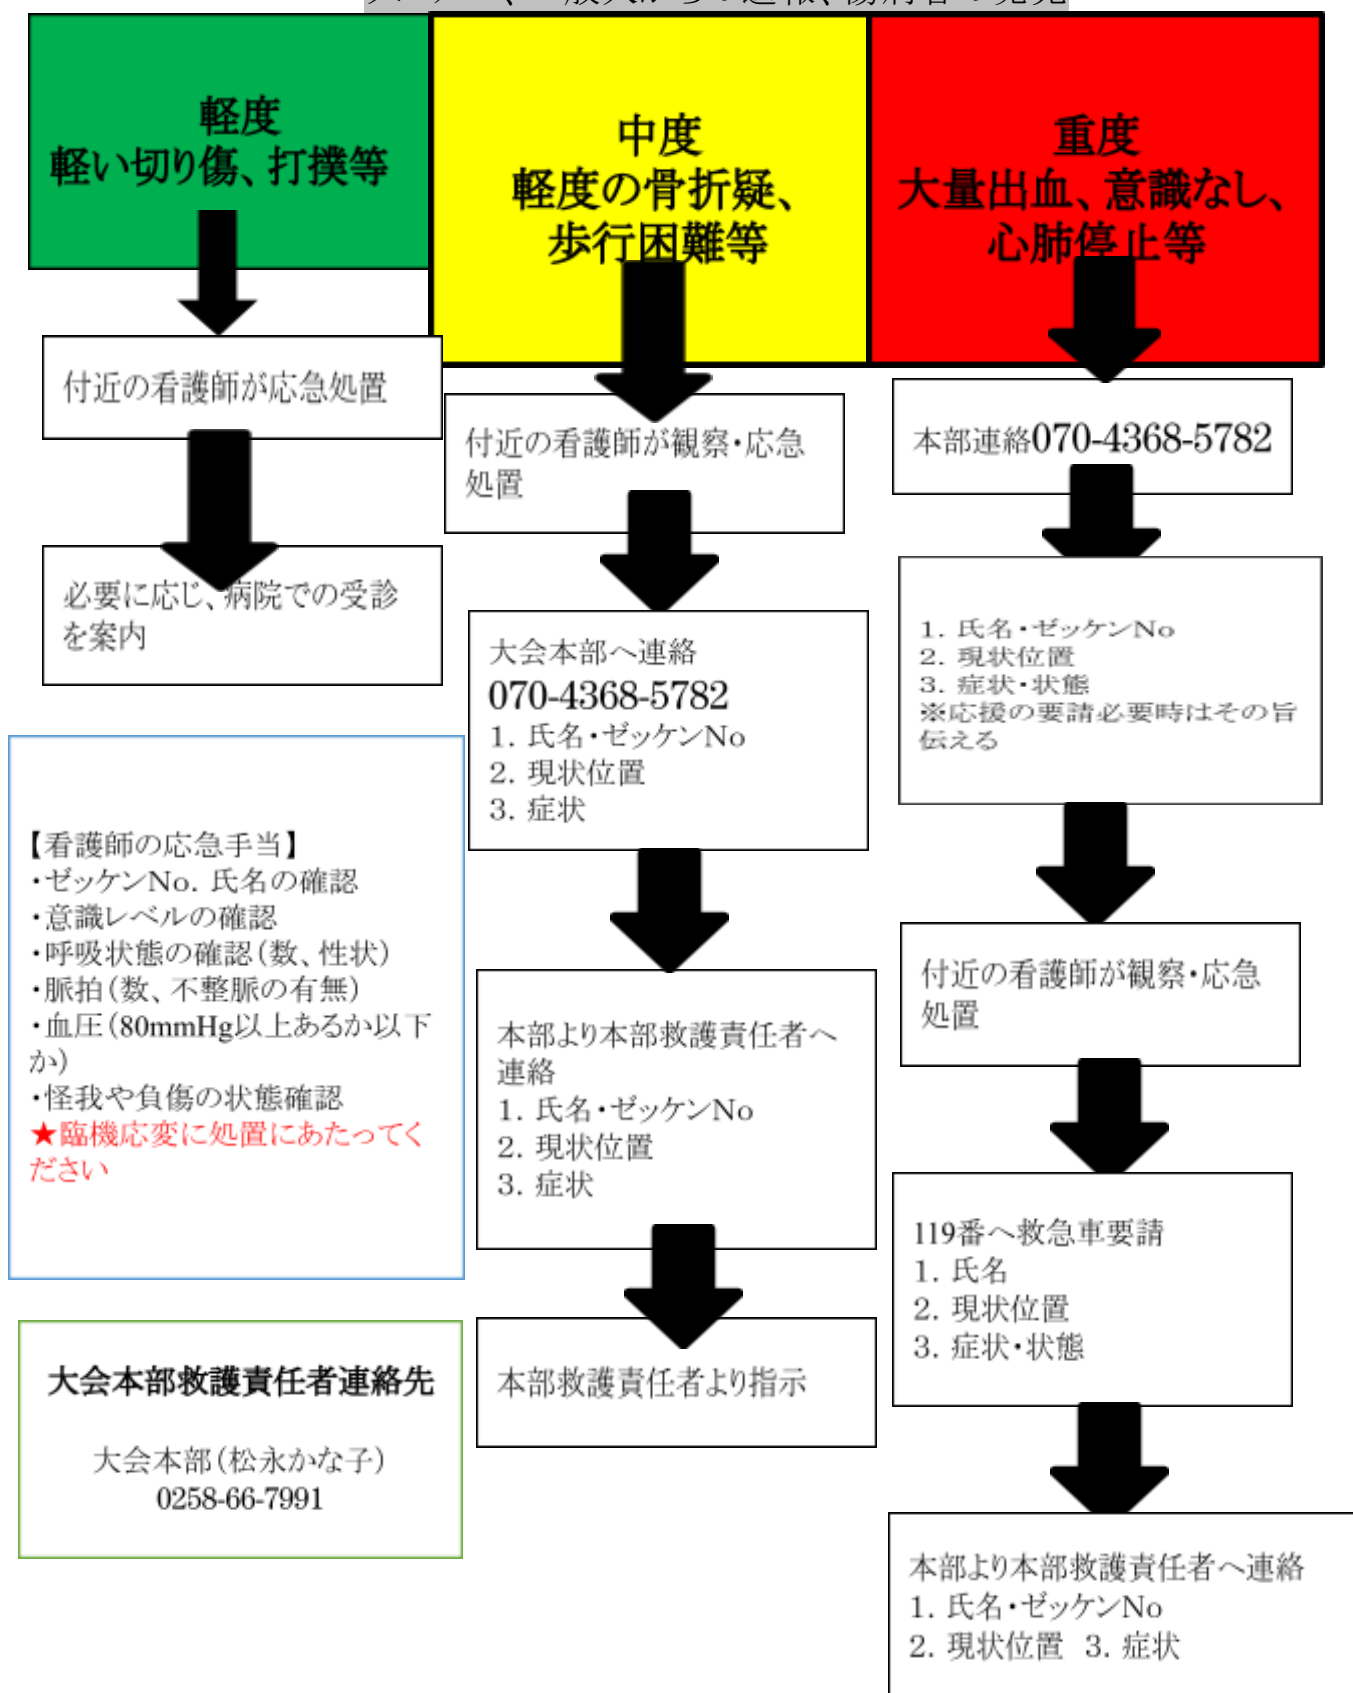 軽度
軽い切り傷、打撲等
中度
軽度の骨折疑、
歩行困難等
重度
大量出血、意識なし、
心肺停止等
付近の看護師が応急処置
必要に応じ、病院での受診
を案内
【看護師の応急手当】
・ゼッケンNo. 氏名の確認
・意識レベルの確認
・呼吸状態の確認(数、性状)
・脈拍(数、不整脈の有無)
・血圧(80mmHg以上あるか以下
か)
・怪我や負傷の状態確認
★臨機応変に処置にあたってく
ださい
大会本部救護責任者連絡先
大会本部(松永かな子)
0258-66-7991
付近の看護師が観察・応急
処置
大会本部へ連絡
070-4368-5782
1. 氏名・ゼッケンNo
2. 現状位置
3. 症状
本部より本部救護責任者へ
連絡
1. 氏名・ゼッケンNo
2. 現状位置
3. 症状
本部救護責任者より指示
本部連絡070-4368-5782
1. 氏名・ゼッケンNo
2. 現状位置
3. 症状・状態
※応援の要請必要時はその旨
伝える
付近の看護師が観察・応急
処置
119番へ救急車要請
1. 氏名
2. 現状位置
3. 症状・状態
本部より本部救護責任者へ連絡
1. 氏名・ゼッケンNo
2. 現状位置 3. 症状